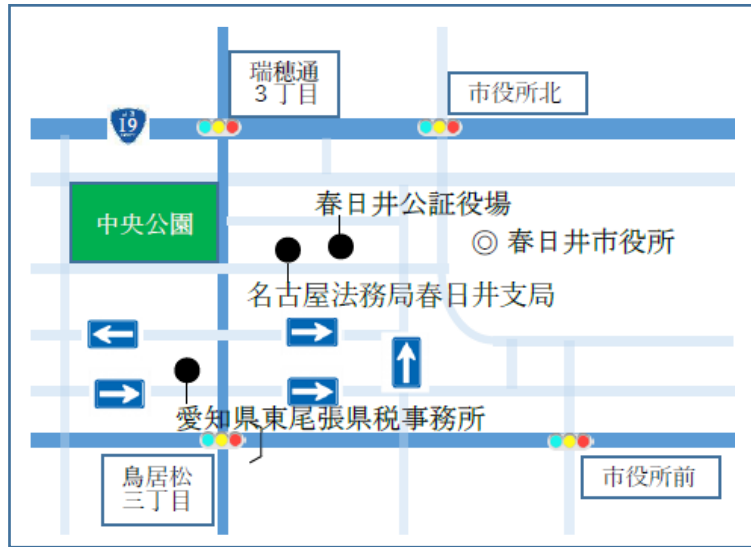 瑞穂通
3丁目
市役所北
19
中央公園
春日井公証役場
◎ 春日井市役所
名古屋法務局春日井支局
愛知県東尾張県税事務所
鳥居松
三丁目
市役所前